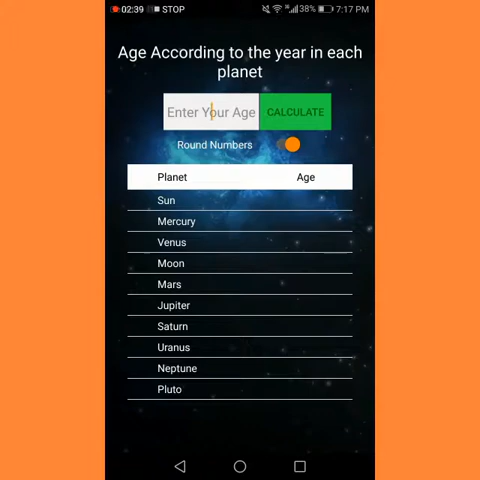 02:39 STOP 38% 7:17 PM
Age According to the year in each
planet
Enter Your Age CALCULATE
Round Numbers
Planet Age
Sun
Mercury
Venus
Moon
Mars
Jupiter
Saturn
Uranus
Neptune
Pluto